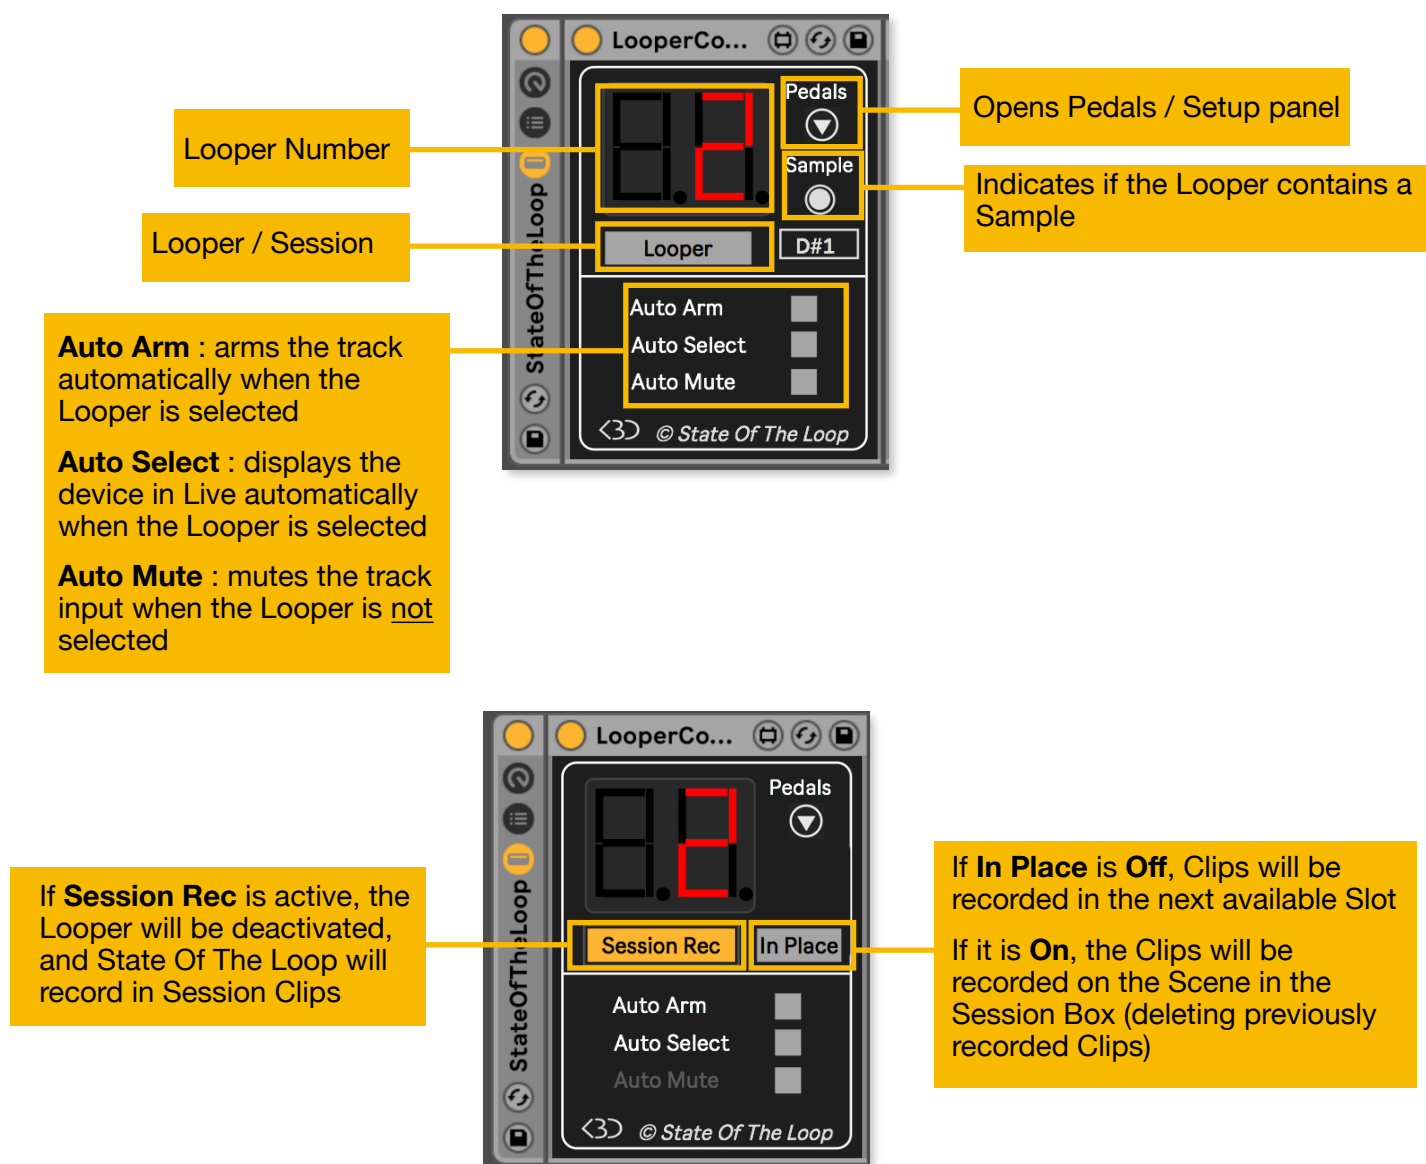 LooperCo...
Pedals
Opens Pedals / Setup panel
Looper Number
2
Sample
Indicates if the Looper contains a
Sample
Looper / Session
Looper
D#1
StateOfTheLoop
Auto Arm
Auto Select
Auto Mute
© State Of The Loop
Auto Arm : arms the track
automatically when the
Looper is selected
Auto Select : displays the
device in Live automatically
when the Looper is selected
Auto Mute : mutes the track
input when the Looper is not
selected
LooperCo...
Pedals
2
StateOfTheLoop
Session Rec
In Place
Auto Arm
Auto Select
Auto Mute
© State Of The Loop
If Session Rec is active, the
Looper will be deactivated,
and State Of The Loop will
record in Session Clips
If In Place is Off, Clips will be
recorded in the next available Slot
If it is On, the Clips will be
recorded on the Scene in the
Session Box (deleting previously
recorded Clips)